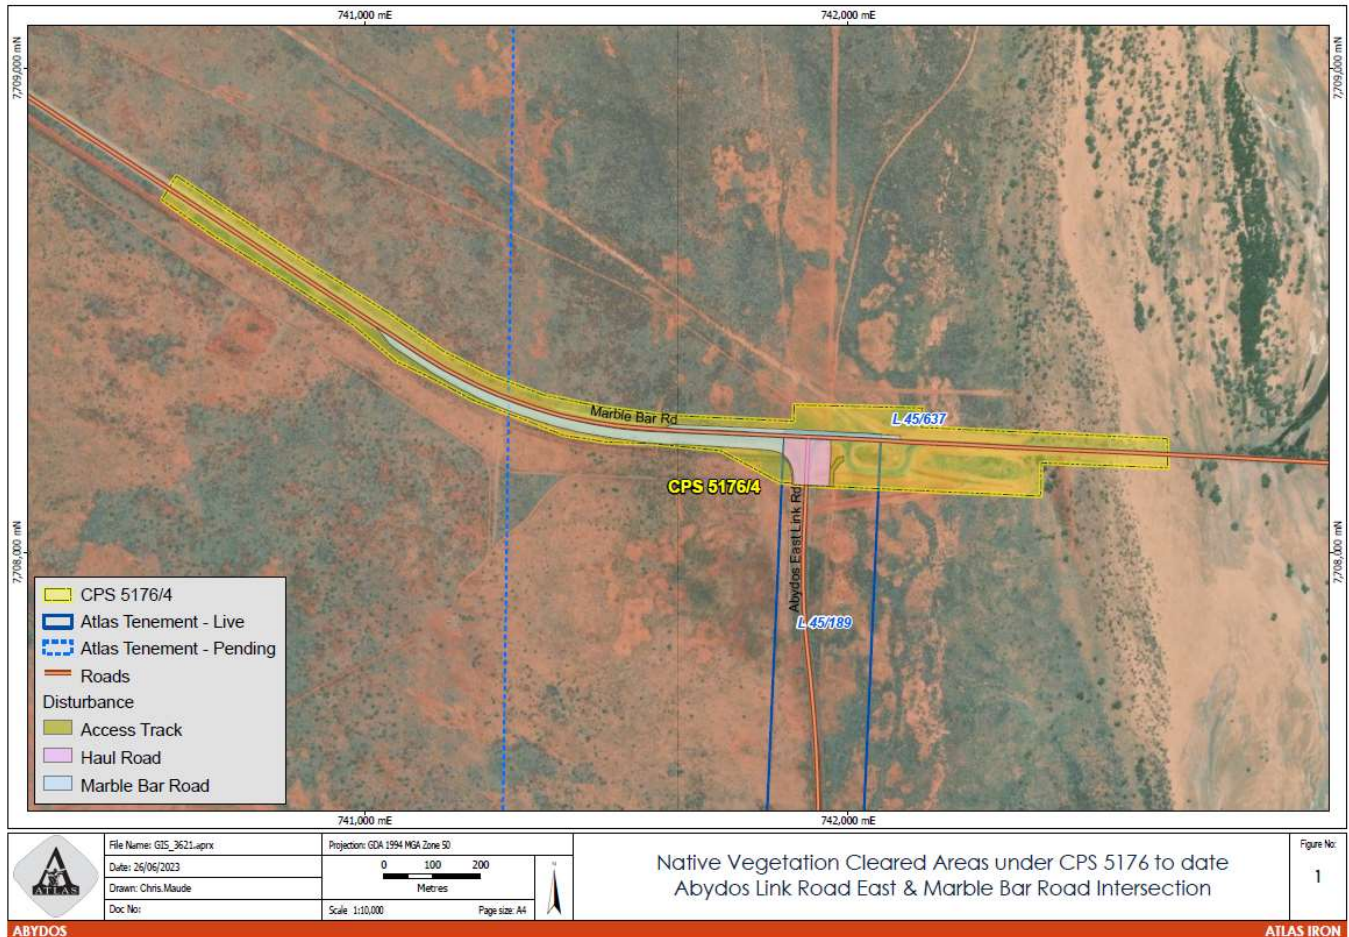 741,000 mE
742,000 mE
7,709,000 mN
7,709,000 mN
Marble Bar Rd
L 45/637
CPS 5176/4
Abydos East Link Rd
7,708,000 mN
7,708,000 mN
L 45/189
CPS 5176/4
Atlas Tenement - Live
Atlas Tenement - Pending
Roads
Disturbance
Access Track
Haul Road
Marble Bar Road
741,000 mE
742,000 mE
ATLAS
File Name: GIS_3621.aprx
Date: 26/06/2023
Drawn: Chris.Maude
Doc No:
Projection: GDA 1994 MGA Zone 50
0 100 200
Metres
Scale 1:10,000
Page size: A4
N
Native Vegetation Cleared Areas under CPS 5176 to date
Abydos Link Road East & Marble Bar Road Intersection
Figure No:
1
ABYDOS
ATLAS IRON